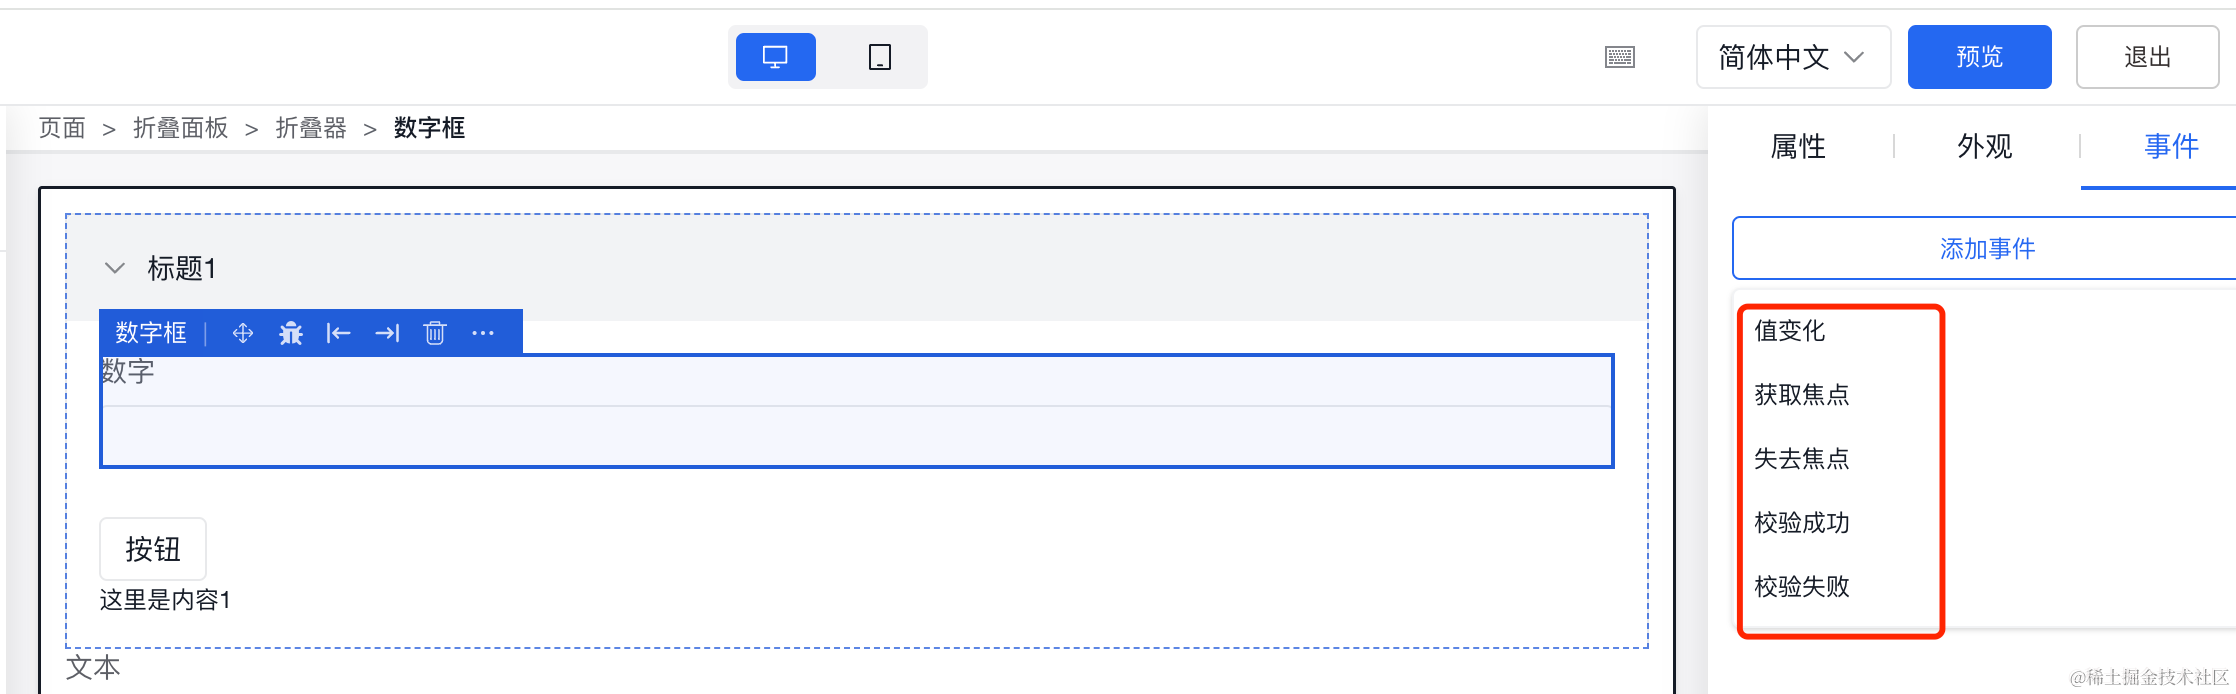 简体中文
预览
退出
页面 > 折叠面板 > 折叠器 > 数字框
属性
外观
事件
添加事件
标题1
数字框
数字
按钮
这里是内容1
文本
值变化
获取焦点
失去焦点
校验成功
校验失败
@稀土掘金技术社区